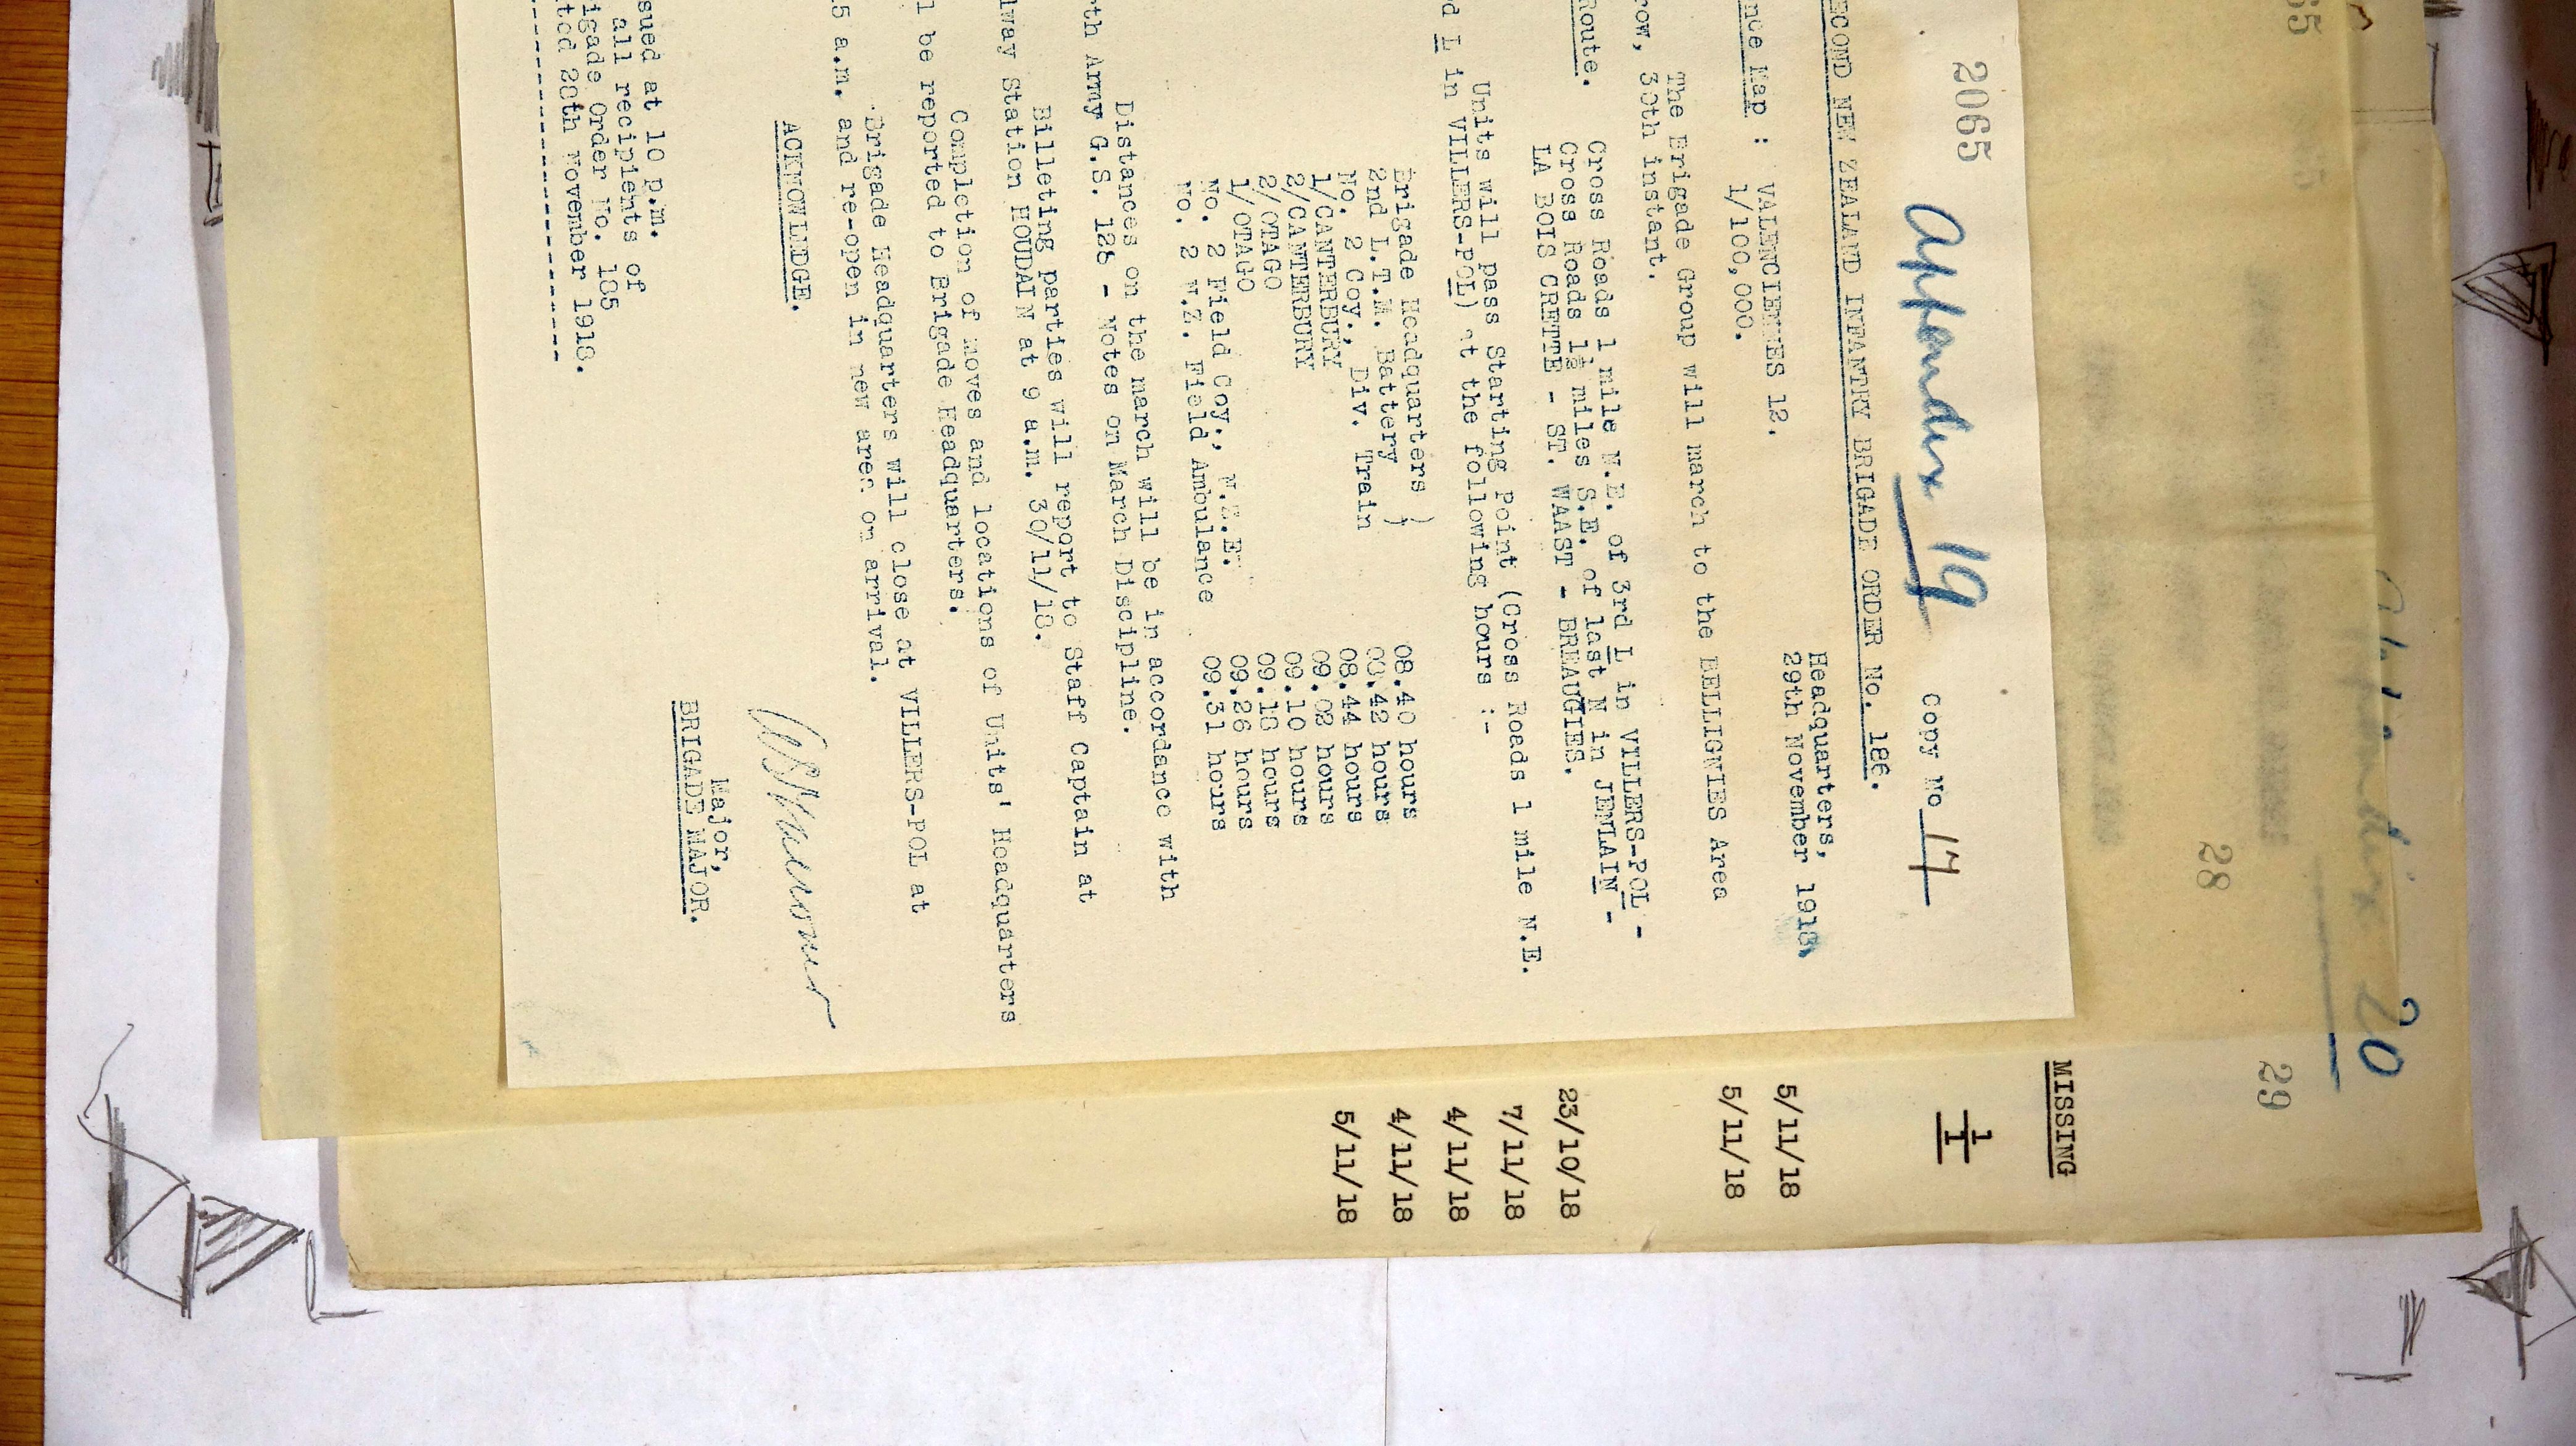 2065
Appendix 19
Copy No 17
ECOND NEW ZEALAND INFANTRY BRIGADE ORDER No. 186.
Headquarters,
29th November 1918.
nce Map : VALENCIENNES 12.
1/100,000.
The Brigade Group will march to the BELLIGNIES Area
row, 30th instant.
Route. Cross Roads 1 mile N.E. of 3rd L in VILLERS-POL -
Cross Roads 1½ miles S.E. of last N in JENLAIN -
LA BOIS CRETTE - ST. WAAST - BREAUGIES.
Units will pass Starting Point (Cross Roads 1 mile N.E.
rd L in VILLERS-POL) at the following hours :-
Brigade Headquarters ) 08.40 hours
2nd L.T.M. Battery ) 08.42 hours
No. 2 Coy., Div. Train 08.44 hours
1/CANTERBURY 09.02 hours
2/CANTERBURY 09.10 hours
2/OTAGO 09.18 hours
1/OTAGO 09.26 hours
No. 2 Field Coy., N.Z.E. 09.31 hours
No. 2 N.Z. Field Ambulance
Distances on the march will be in accordance with
rth Army G.S. 126 - Notes on March Discipline.
Billeting parties will report to Staff Captain at
lway Station HOUDAIN at 9 a.m. 30/11/18.
Completion of moves and locations of Units' Headquarters
l be reported to Brigade Headquarters.
Brigade Headquarters will close at VILLERS-POL at
5 a.m. and re-open in new area on arrival.
ACKNOWLEDGE.
Major,
BRIGADE MAJOR.
sued at 10 p.m.
all recipients of
igade Order No. 185
ted 28th November 1918.
28
20
29
MISSING
1
1
5/11/18
5/11/18
23/10/18
7/11/18
4/11/18
4/11/18
5/11/18